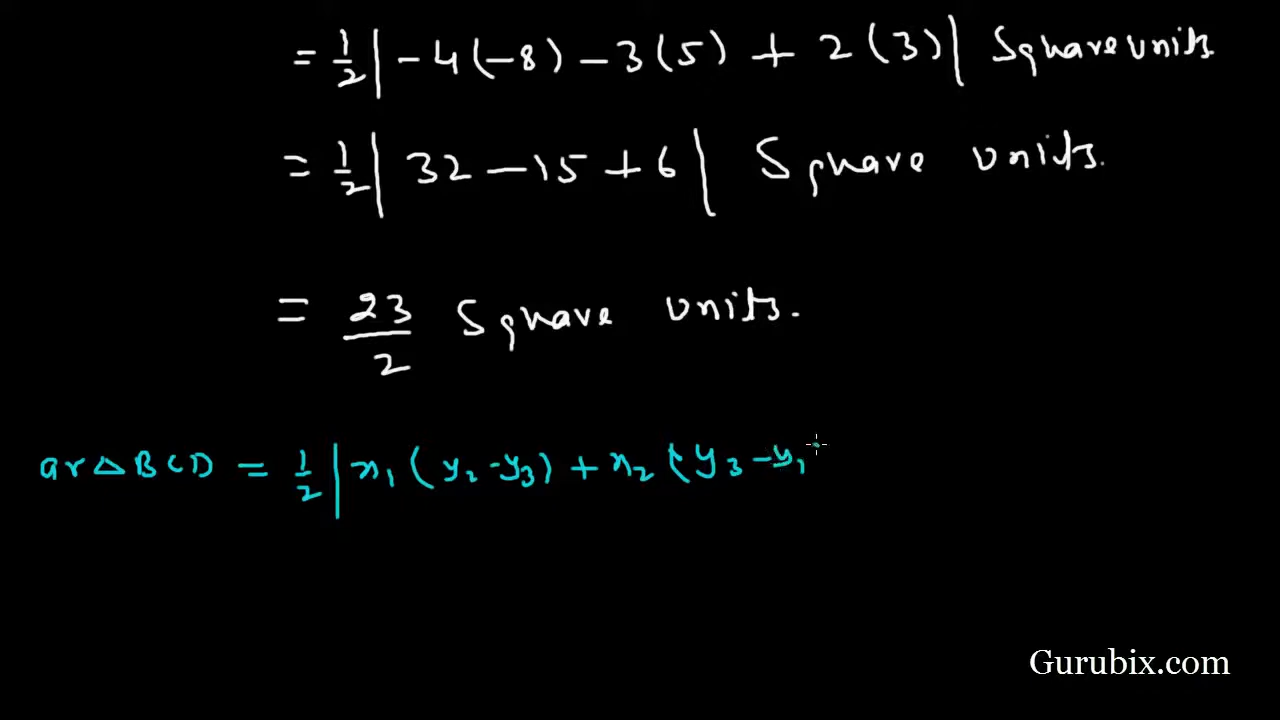 = 1/2 | -4(-8) -3(5) + 2(3) | Square units
= 1/2 | 32 -15 +6 | Square units.
= 23/2 Square units.
ar△BCD = 1/2 | x₁ (y₂-y₃) + x₂ (y₃-y₁
Gurubix.com